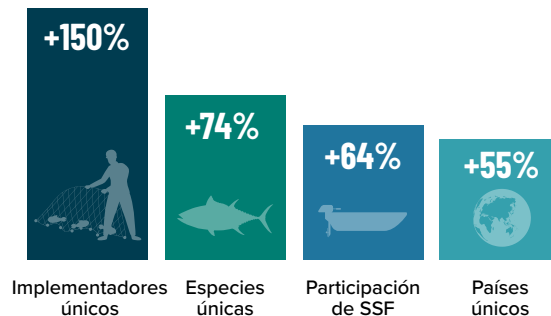 +150%
+74%
+64%
+55%
Implementadores
únicos
Especies
únicas
Participación
de SSF
Países
únicos